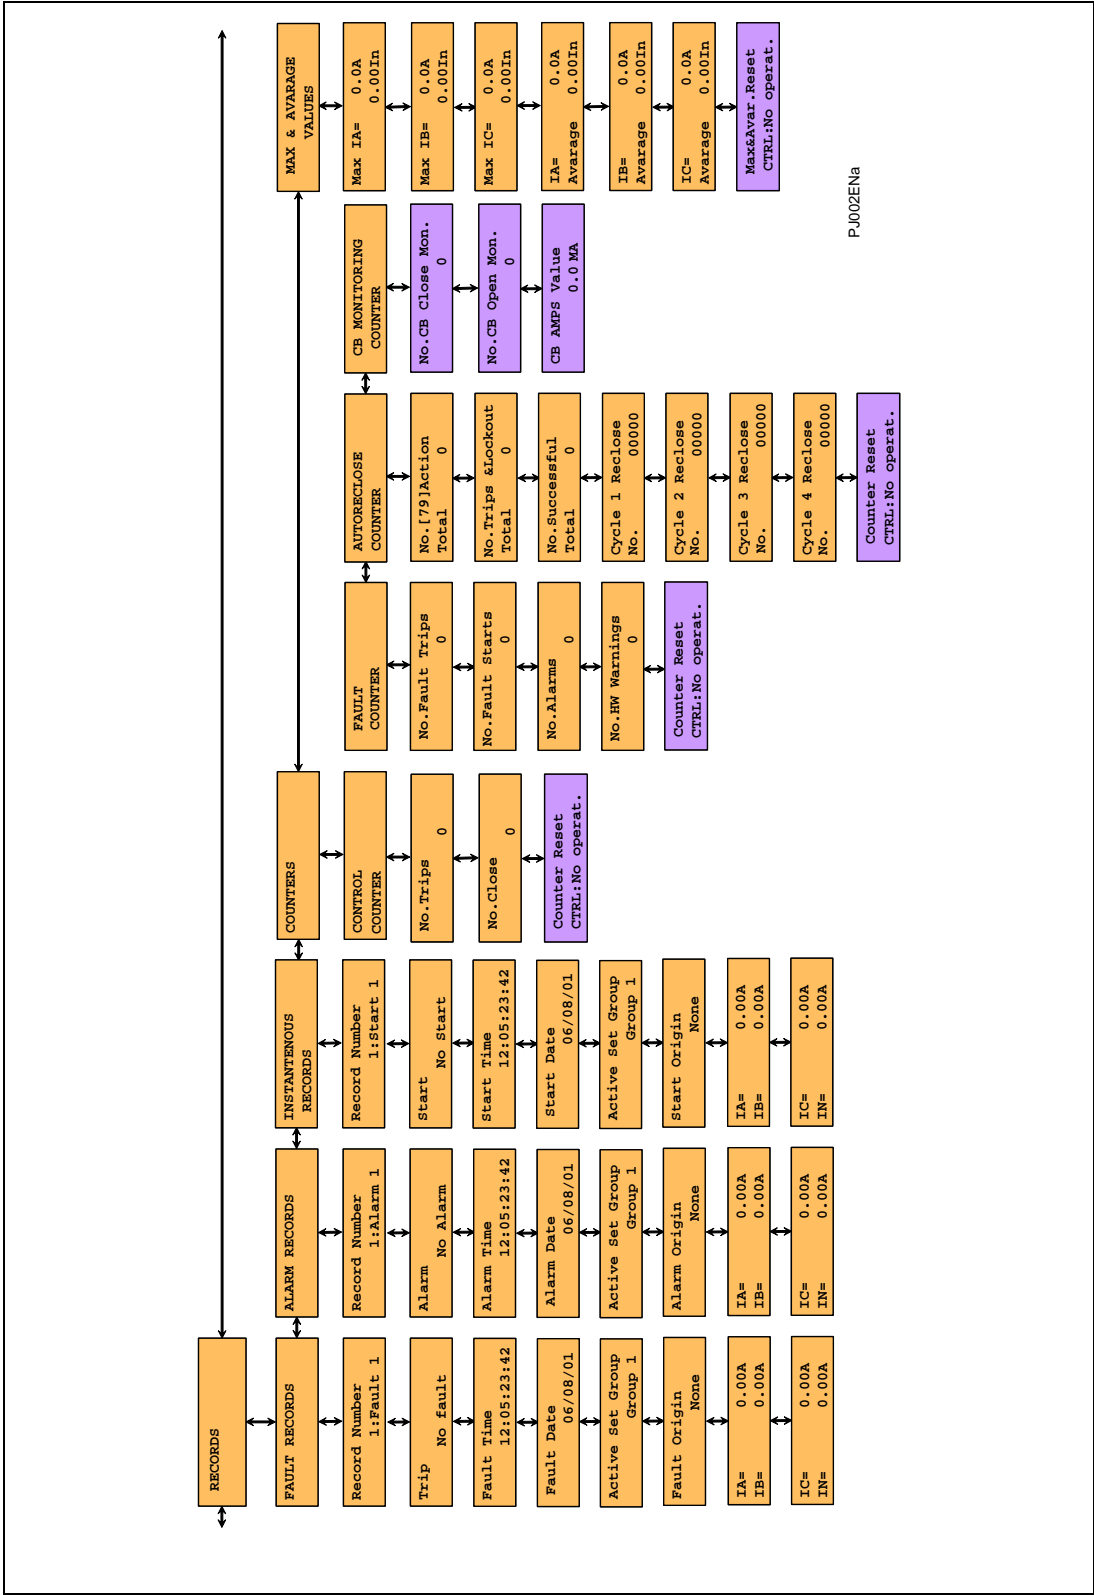 RECORDS
FAULT RECORDS
Record Number
1:Fault 1
Trip
No fault
Fault Time
12:05:23:42
Fault Date
06/08/01
Active Set Group
Group 1
Fault Origin
None
IA= 0.00A
IB= 0.00A
IC= 0.00A
IN= 0.00A
ALARM RECORDS
Record Number
1:Alarm 1
Alarm
No Alarm
Alarm Time
12:05:23:42
Alarm Date
06/08/01
Active Set Group
Group 1
Alarm Origin
None
IA= 0.00A
IB= 0.00A
IC= 0.00A
IN= 0.00A
INSTANTENOUS
RECORDS
Record Number
1:Start 1
Start
No Start
Start Time
12:05:23:42
Start Date
06/08/01
Active Set Group
Group 1
Start Origin
None
IA= 0.00A
IB= 0.00A
IC= 0.00A
IN= 0.00A
COUNTERS
CONTROL
COUNTER
No.Trips
0
No.Close
0
Counter Reset
CTRL:No operat.
FAULT
COUNTER
No.Fault Trips
0
No.Fault Starts
0
No.Alarms
0
No.HW Warnings
0
Counter Reset
CTRL:No operat.
AUTORECLOSE
COUNTER
No.[79]Action
Total 0
No.Trips &Lockout
Total 0
No.Successful
Total 0
Cycle 1 Reclose
No. 00000
Cycle 2 Reclose
No. 00000
Cycle 3 Reclose
No. 00000
Cycle 4 Reclose
No. 00000
Counter Reset
CTRL:No operat.
CB MONITORING
COUNTER
No.CB Close Mon.
0
No.CB Open Mon.
0
CB AMPS Value
0.0 MA
MAX & AVARAGE
VALUES
Max IA= 0.0A
0.00In
Max IB= 0.0A
0.00In
Max IC= 0.0A
0.00In
IA= 0.0A
Avarage 0.00In
IB= 0.0A
Avarage 0.00In
IC= 0.0A
Avarage 0.00In
Max&Avar.Reset
CTRL:No operat.
PJ002ENa